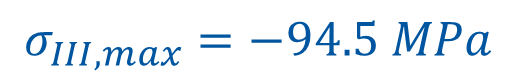 σ_{III,max} = −94.5 MPa